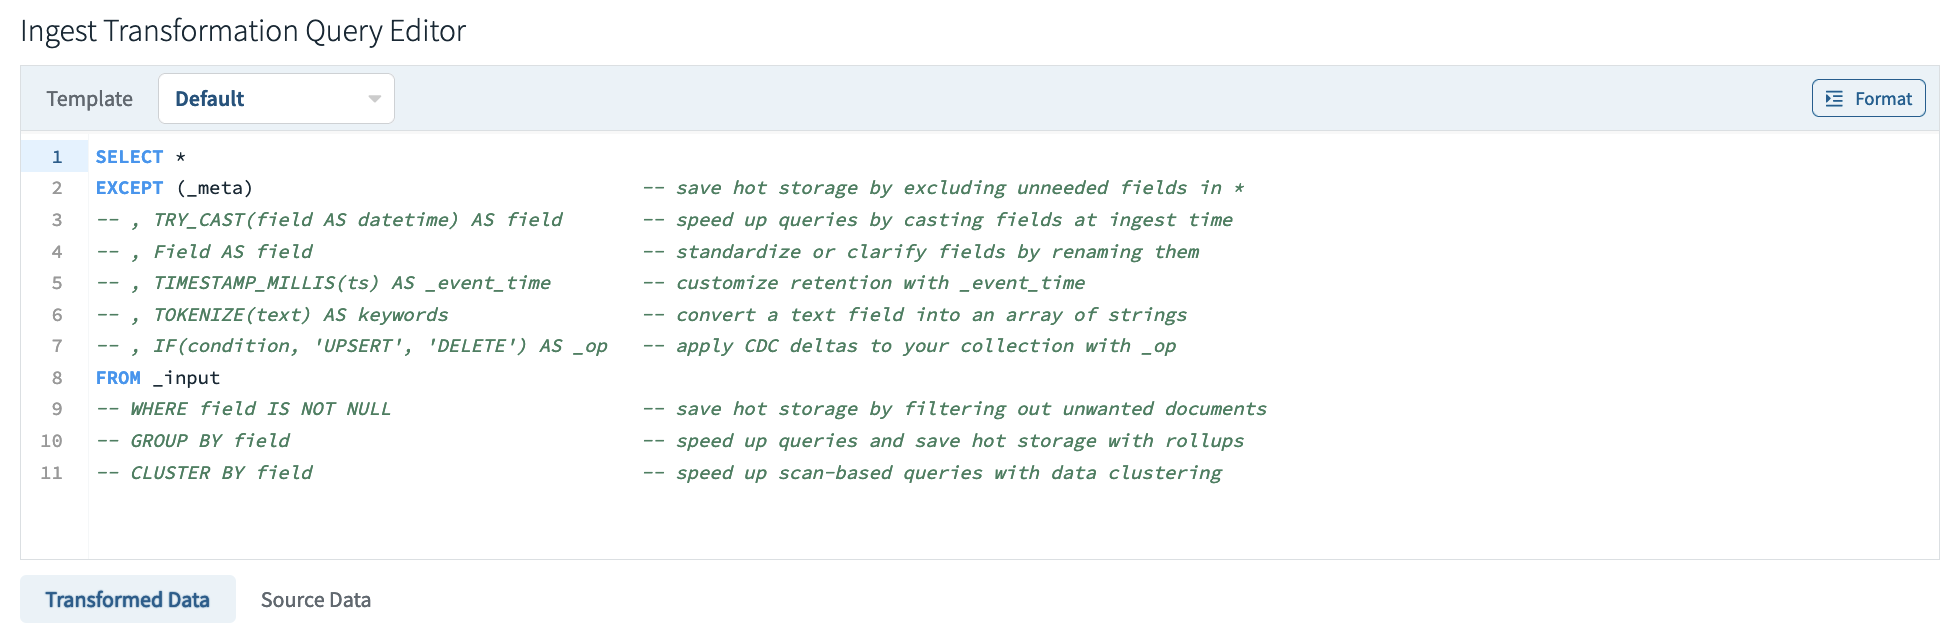 Ingest Transformation Query Editor
Template Default Format
1 SELECT *
2 EXCEPT (_meta) -- save hot storage by excluding unneeded fields in *
3 -- , TRY_CAST(field AS datetime) AS field -- speed up queries by casting fields at ingest time
4 -- , Field AS field -- standardize or clarify fields by renaming them
5 -- , TIMESTAMP_MILLIS(ts) AS _event_time -- customize retention with _event_time
6 -- , TOKENIZE(text) AS keywords -- convert a text field into an array of strings
7 -- , IF(condition, 'UPSERT', 'DELETE') AS _op -- apply CDC deltas to your collection with _op
8 FROM _input
9 -- WHERE field IS NOT NULL -- save hot storage by filtering out unwanted documents
10 -- GROUP BY field -- speed up queries and save hot storage with rollups
11 -- CLUSTER BY field -- speed up scan-based queries with data clustering
Transformed Data Source Data